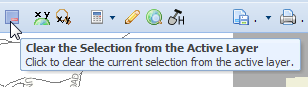 x y x y
H
Clear the Selection from the Active Layer
Click to clear the current selection from the active layer.